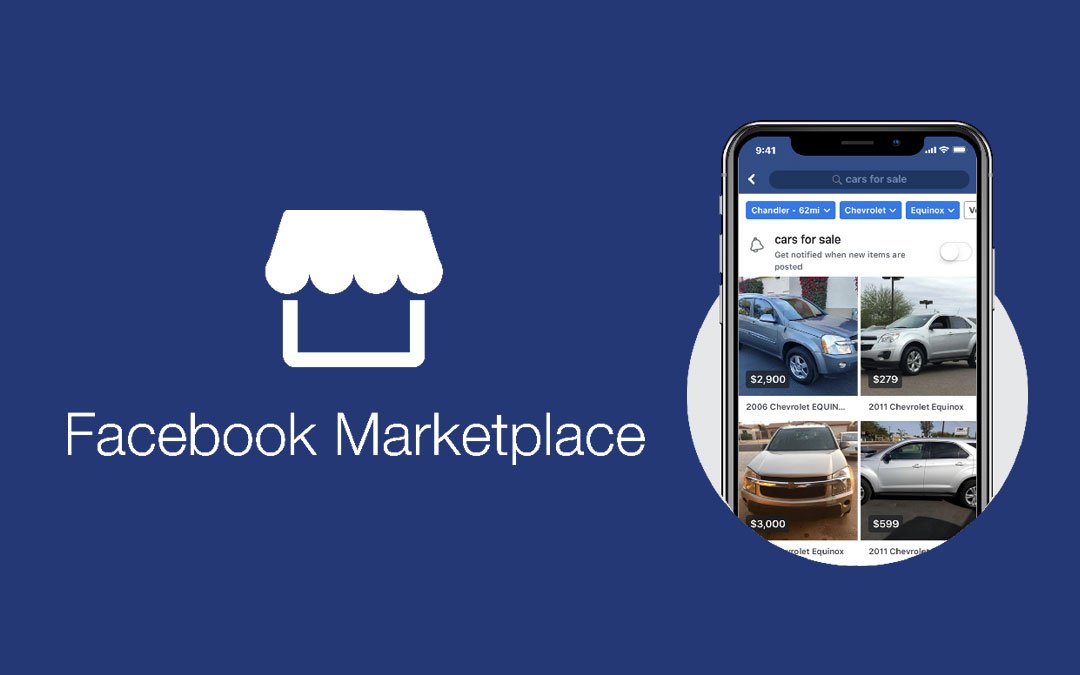 Facebook Marketplace
9:41
cars for sale
Chandler - 62mi
Chevrolet
Equinox
cars for sale
Get notified when new items are
posted
$2,900
$279
2006 Chevrolet EQUIN...
2011 Chevrolet Equinox
$3,000
$599
Equinox
2011